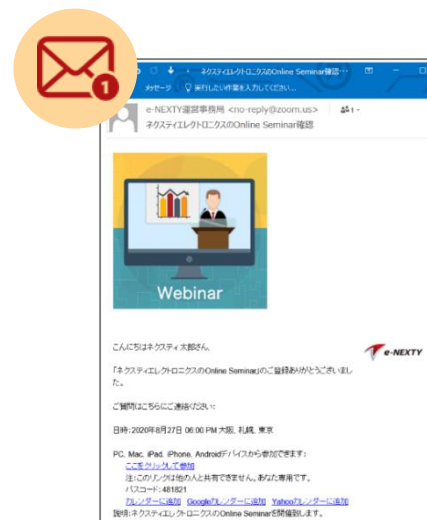 1
ネクスティエレクトロニクスのOnline Seminar確認…
メッセージ 実行したい作業を入力してください...
e-NEXTY運営事務局 <no-reply@zoom.us> 1
ネクスティエレクトロニクスのOnline Seminar確認
Webinar
こんにちはネクスティ太郎さん,
e-NEXTY
「ネクスティエレクトロニクスのOnline Seminar」のご登録ありがとうございまし
た。
ご質問はこちらにご連絡ください:
日時: 2020年8月27日 06:00 PM 大阪、札幌、東京
PC, Mac, iPad, iPhone, Androidデバイスから参加できます:
ここをクリックして参加
注:このリンクは他の人と共有できません。あなた専用です。
パスコード: 481821
カレンダーに追加 Googleカレンダーに追加 Yahooカレンダーに追加
説明:ネクスティエレクトロニクスのOnline Seminarを開催致します。